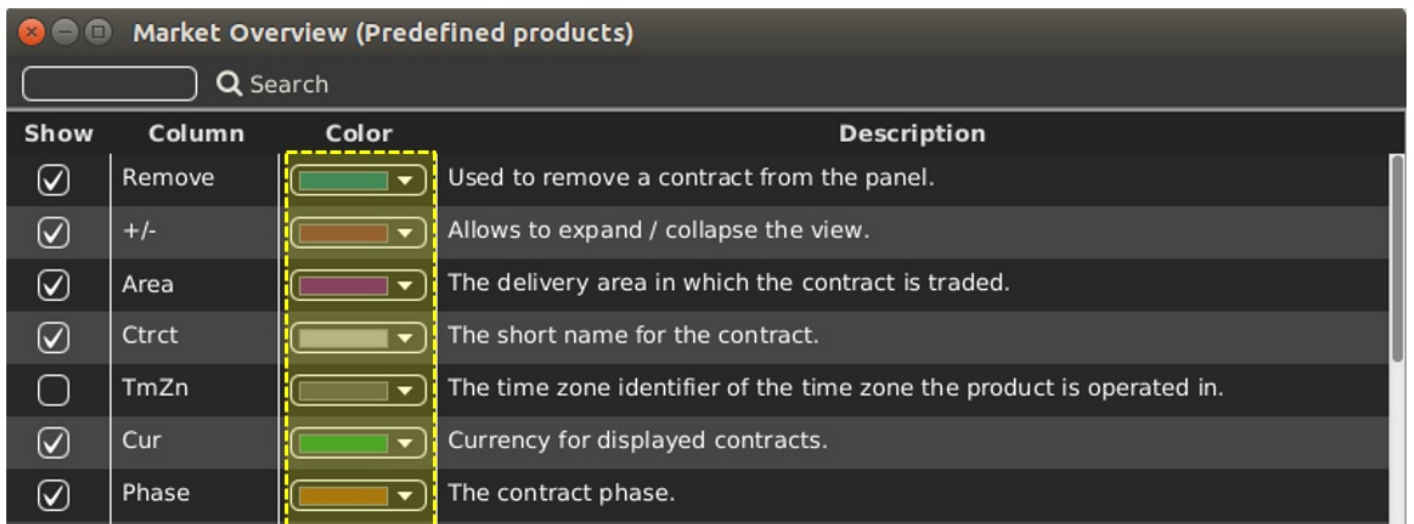 Market Overview (Predefined products)
Search
Show Column Color Description
Remove Used to remove a contract from the panel.
+/- Allows to expand / collapse the view.
Area The delivery area in which the contract is traded.
Ctrct The short name for the contract.
TmZn The time zone identifier of the time zone the product is operated in.
Cur Currency for displayed contracts.
Phase The contract phase.